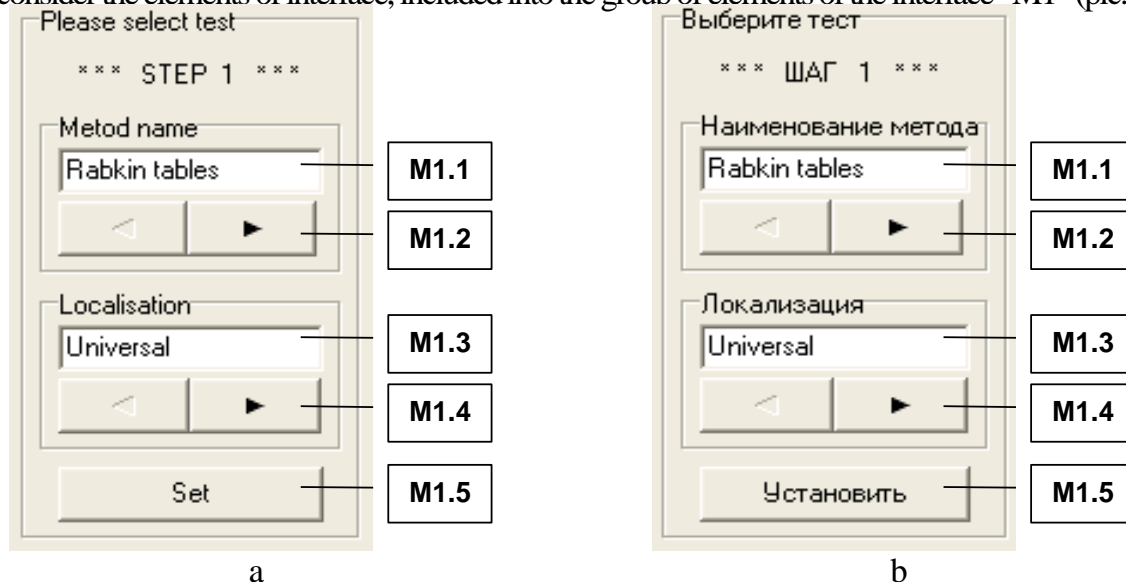 consider the elements of interface, included into the group of elements of the interface "M1" (pic.
Please select test
*** STEP 1 ***
Metod name
Rabkin tables
M1.1
M1.2
Localisation
Universal
M1.3
M1.4
Set
M1.5
a
Выберите тест
*** ШАГ 1 ***
Наименование метода
Rabkin tables
M1.1
M1.2
Локализация
Universal
M1.3
M1.4
Установить
M1.5
b